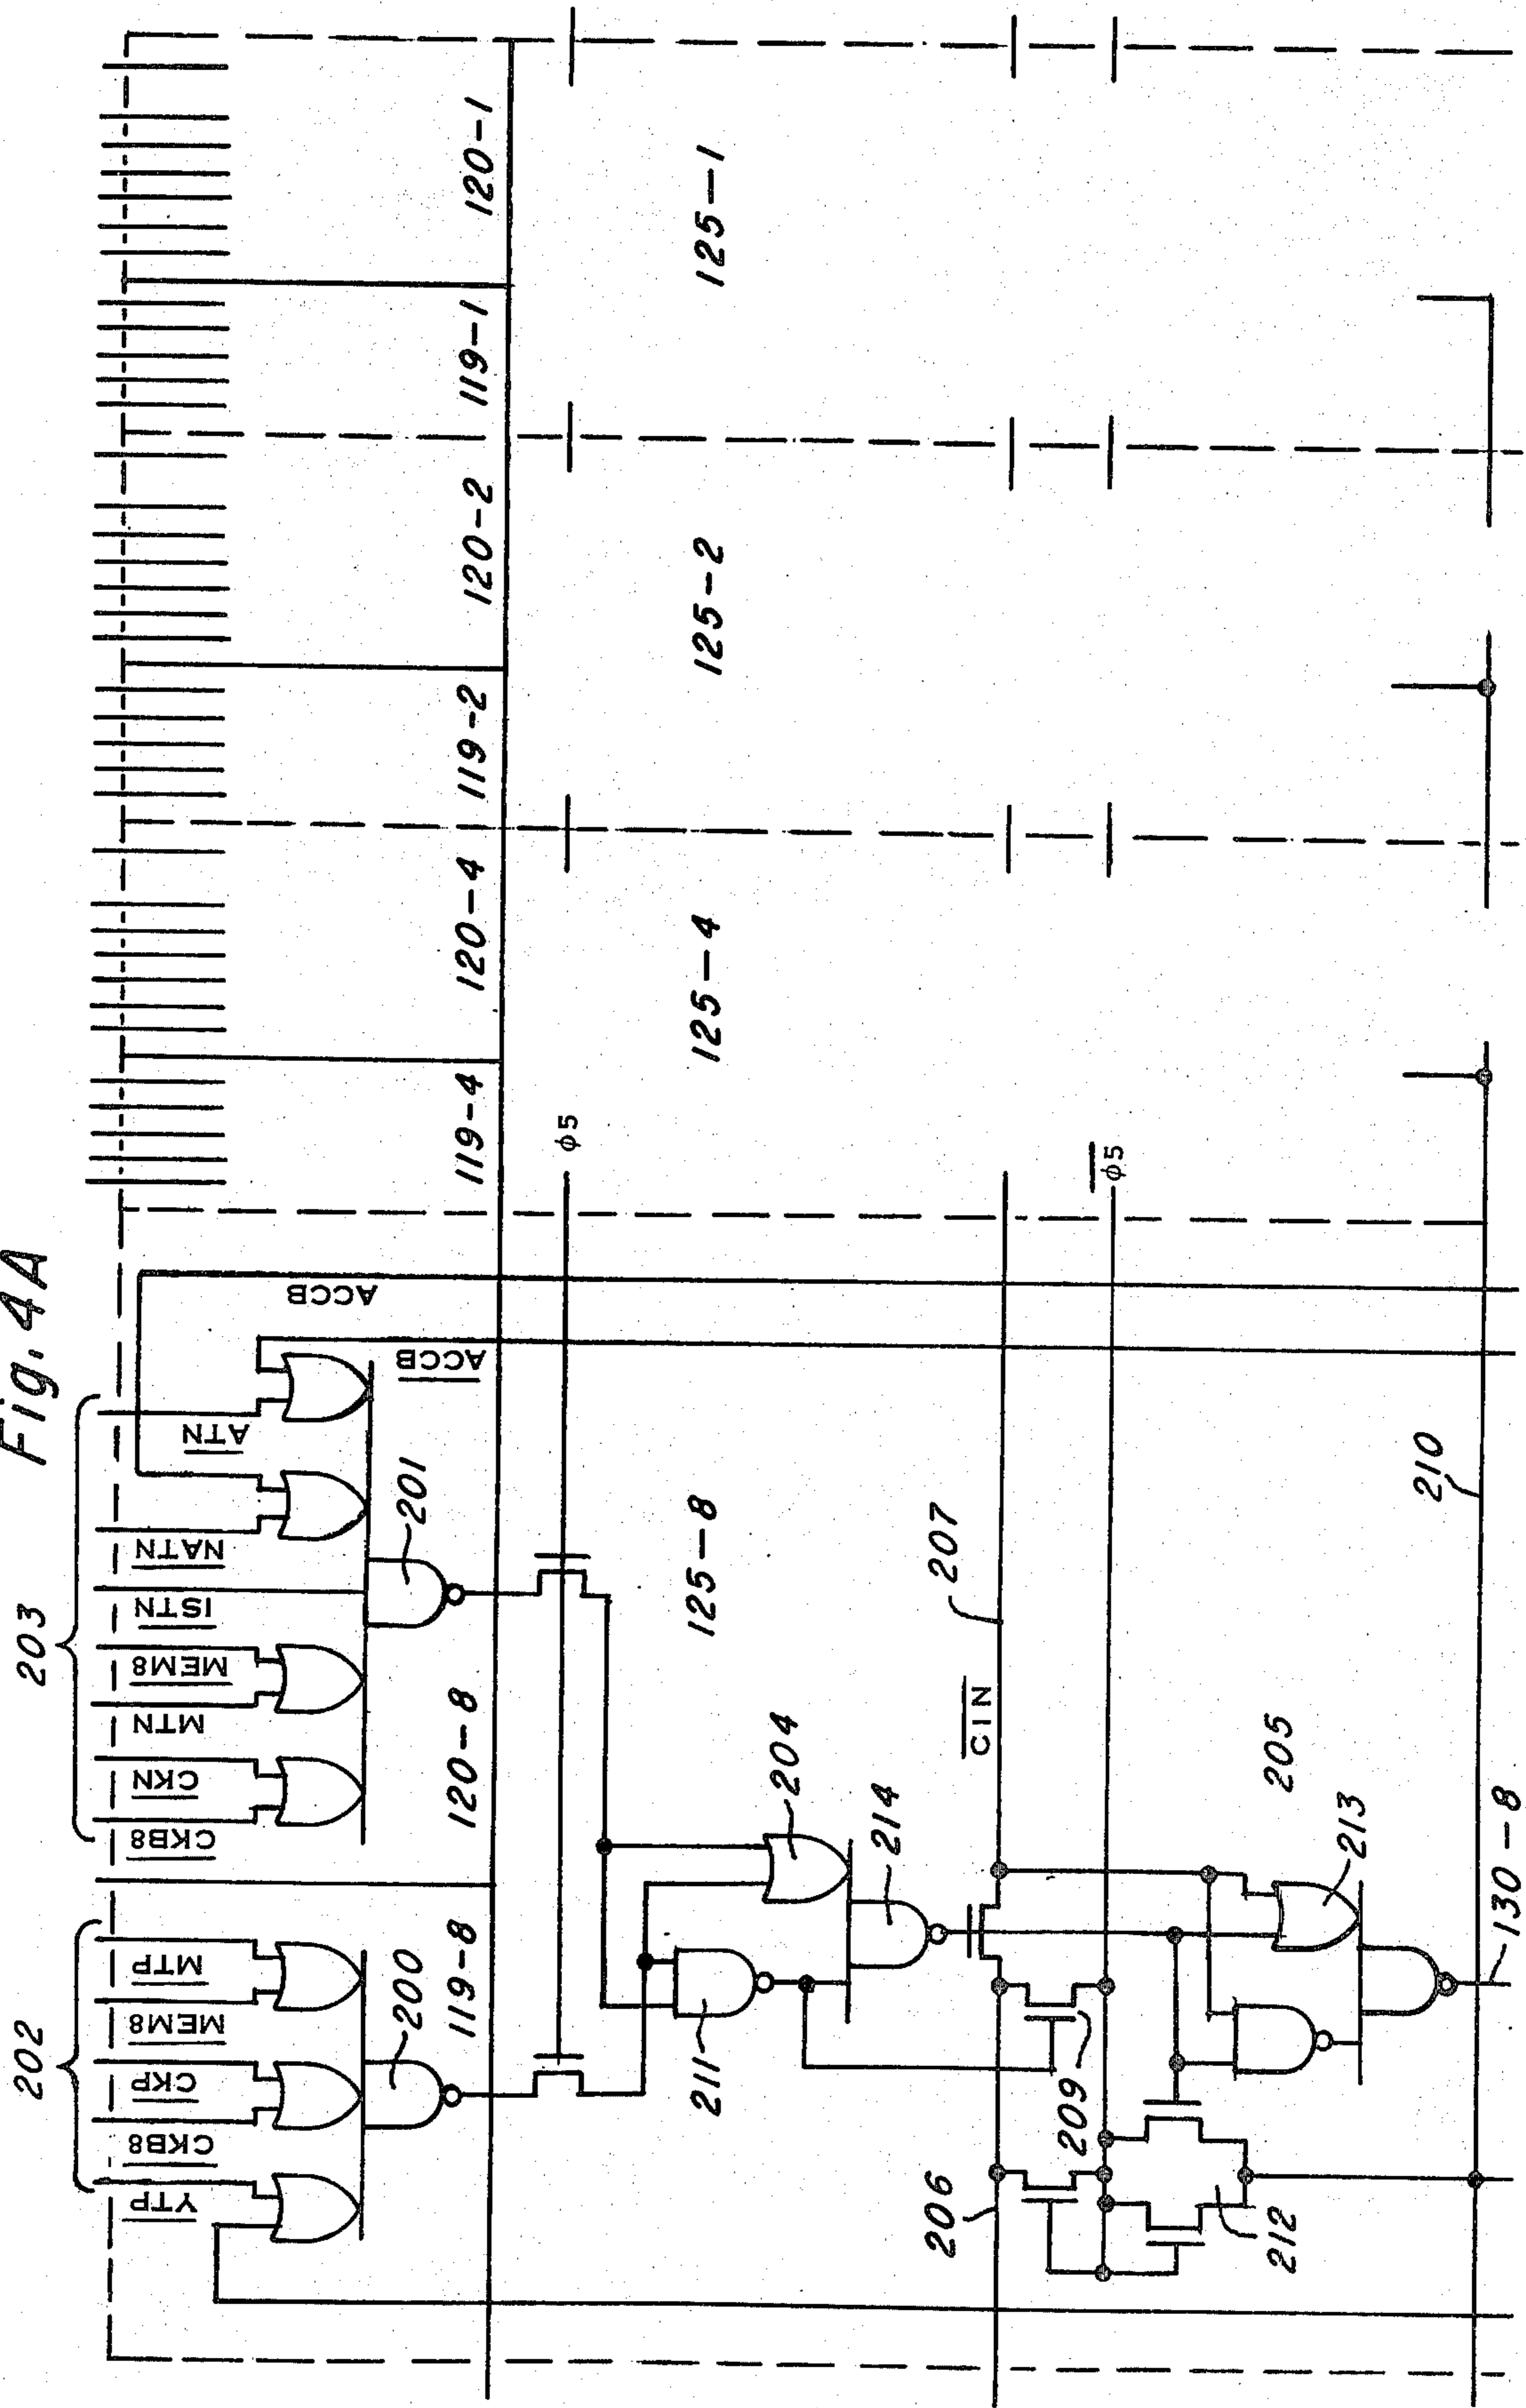 Fig. 4A
202
203
YTP
CKB8
CKP
MEM8
MTP
CKB8
CKN
MTN
MEM8
ISTN
NATN
ATN
ACCB
ACCB
200
201
119-8
120-8
119-4
120-4
119-2
120-2
119-1
120-1
φ5
211
204
125-8
125-4
125-2
125-1
214
206
CIN
207
209
φ5
212
213
205
210
130-8